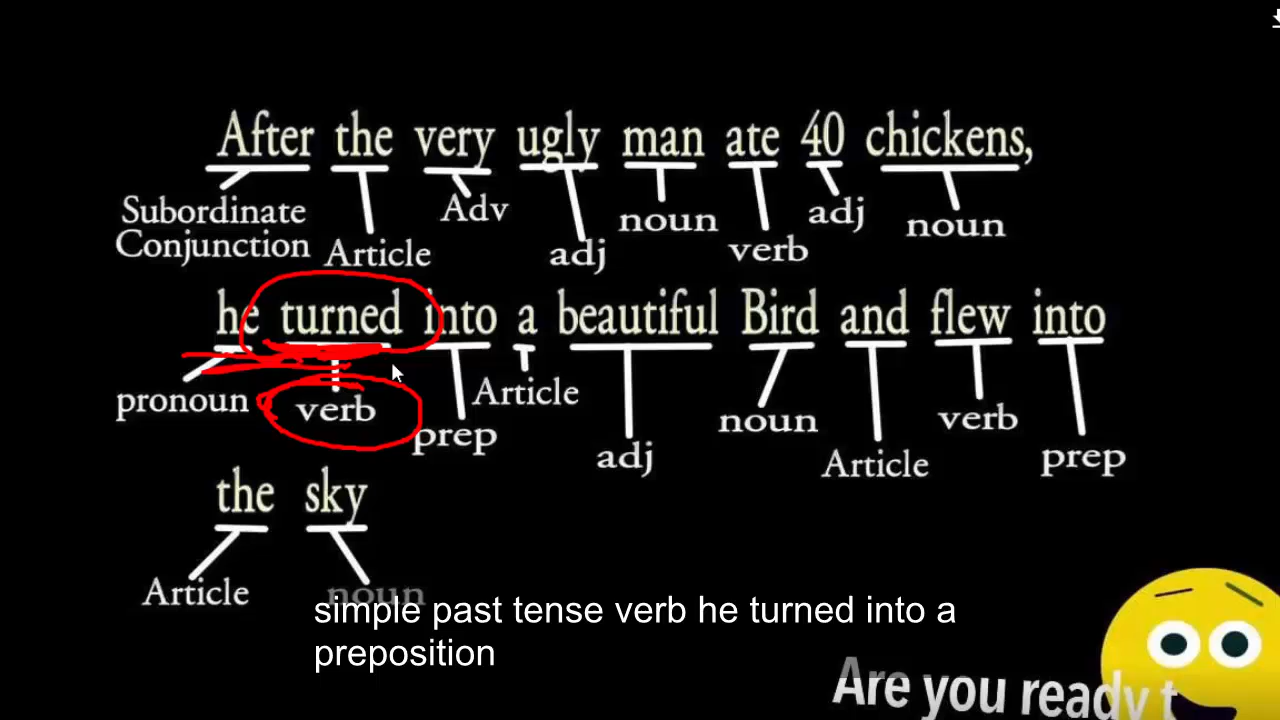 After the very ugly man ate 40 chickens,
Subordinate
Conjunction
Article
Adv
adj
noun
verb
adj
noun
he turned into a beautiful Bird and flew into
pronoun
verb
prep
Article
adj
noun
Article
verb
prep
the sky
Article
noun
simple past tense verb he turned into a
preposition
Are you ready t